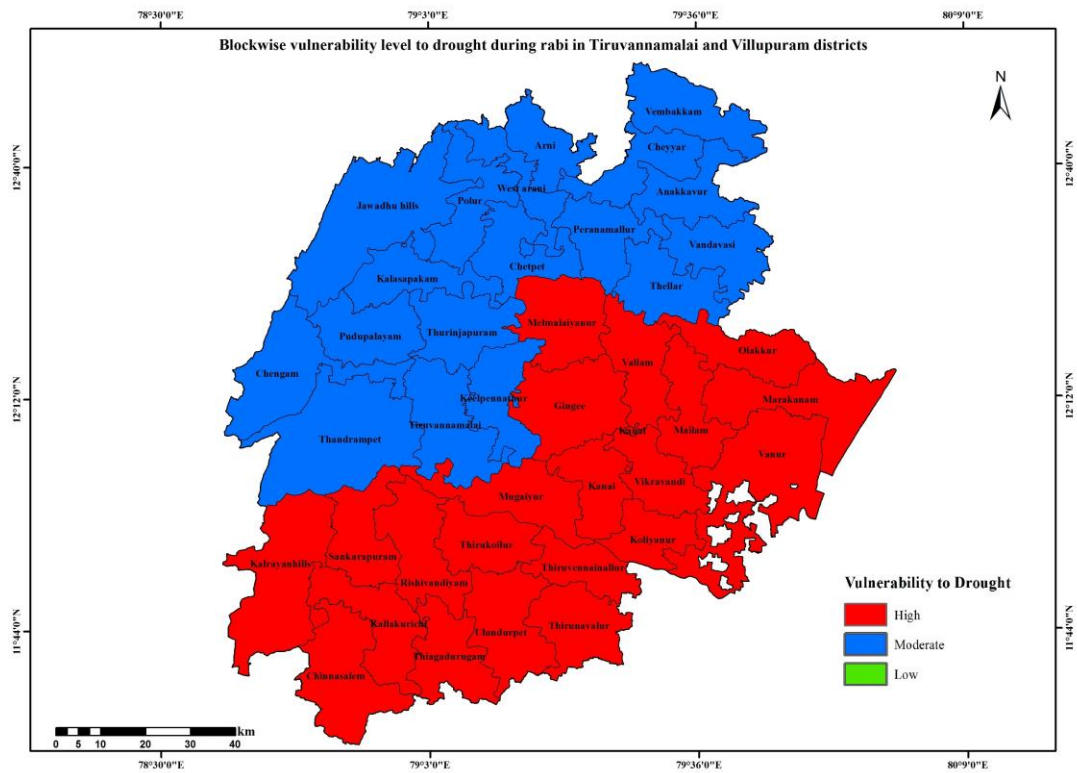 78°30'0"E 79°3'0"E 79°36'0"E 80°9'0"E
Blockwise vulnerability level to drought during rabi in Tiruvannamalai and Villupuram districts
N
Vembakkam
Arni
Cheyyar
12°40'0"N 12°40'0"N
West arani
Anakkavur
Polur
Jawadhu hills
Peranamallur
Vandavasi
Chetpet
Kalasapakam
Thellar
Melmalaiyanur
Thurinjapuram
Pudupalayam
Olakkur
Vallam
Chengam
12°12'0"N 12°12'0"N
Keelpennathur
Marakanam
Gingee
Tiruvannamalai
Kanai
Mailam
Thandrampet
Vanur
Vikravandi
Kanai
Mugaiyur
Koliyanur
Thirukoilur
Sankarapuram
Kalrayanhills
Thiruvennainallur
Rishivandiyam
Vulnerability to Drought
High
Kallakurichi
Thirunavalur
11°44'0"N 11°44'0"N
Ulundurpet
Moderate
Thiagadurugam
Low
Chinnasalem
km
0 5 10 20 30 40
78°30'0"E 79°3'0"E 79°36'0"E 80°9'0"E